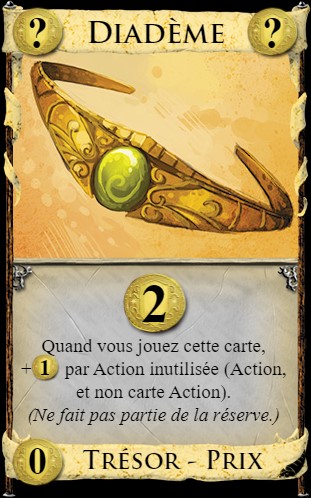 ? DIADÈME ?
2
Quand vous jouez cette carte,
+1 par Action inutilisée (Action,
et non carte Action).
(Ne fait pas partie de la réserve.)
0 TRÉSOR - PRIX